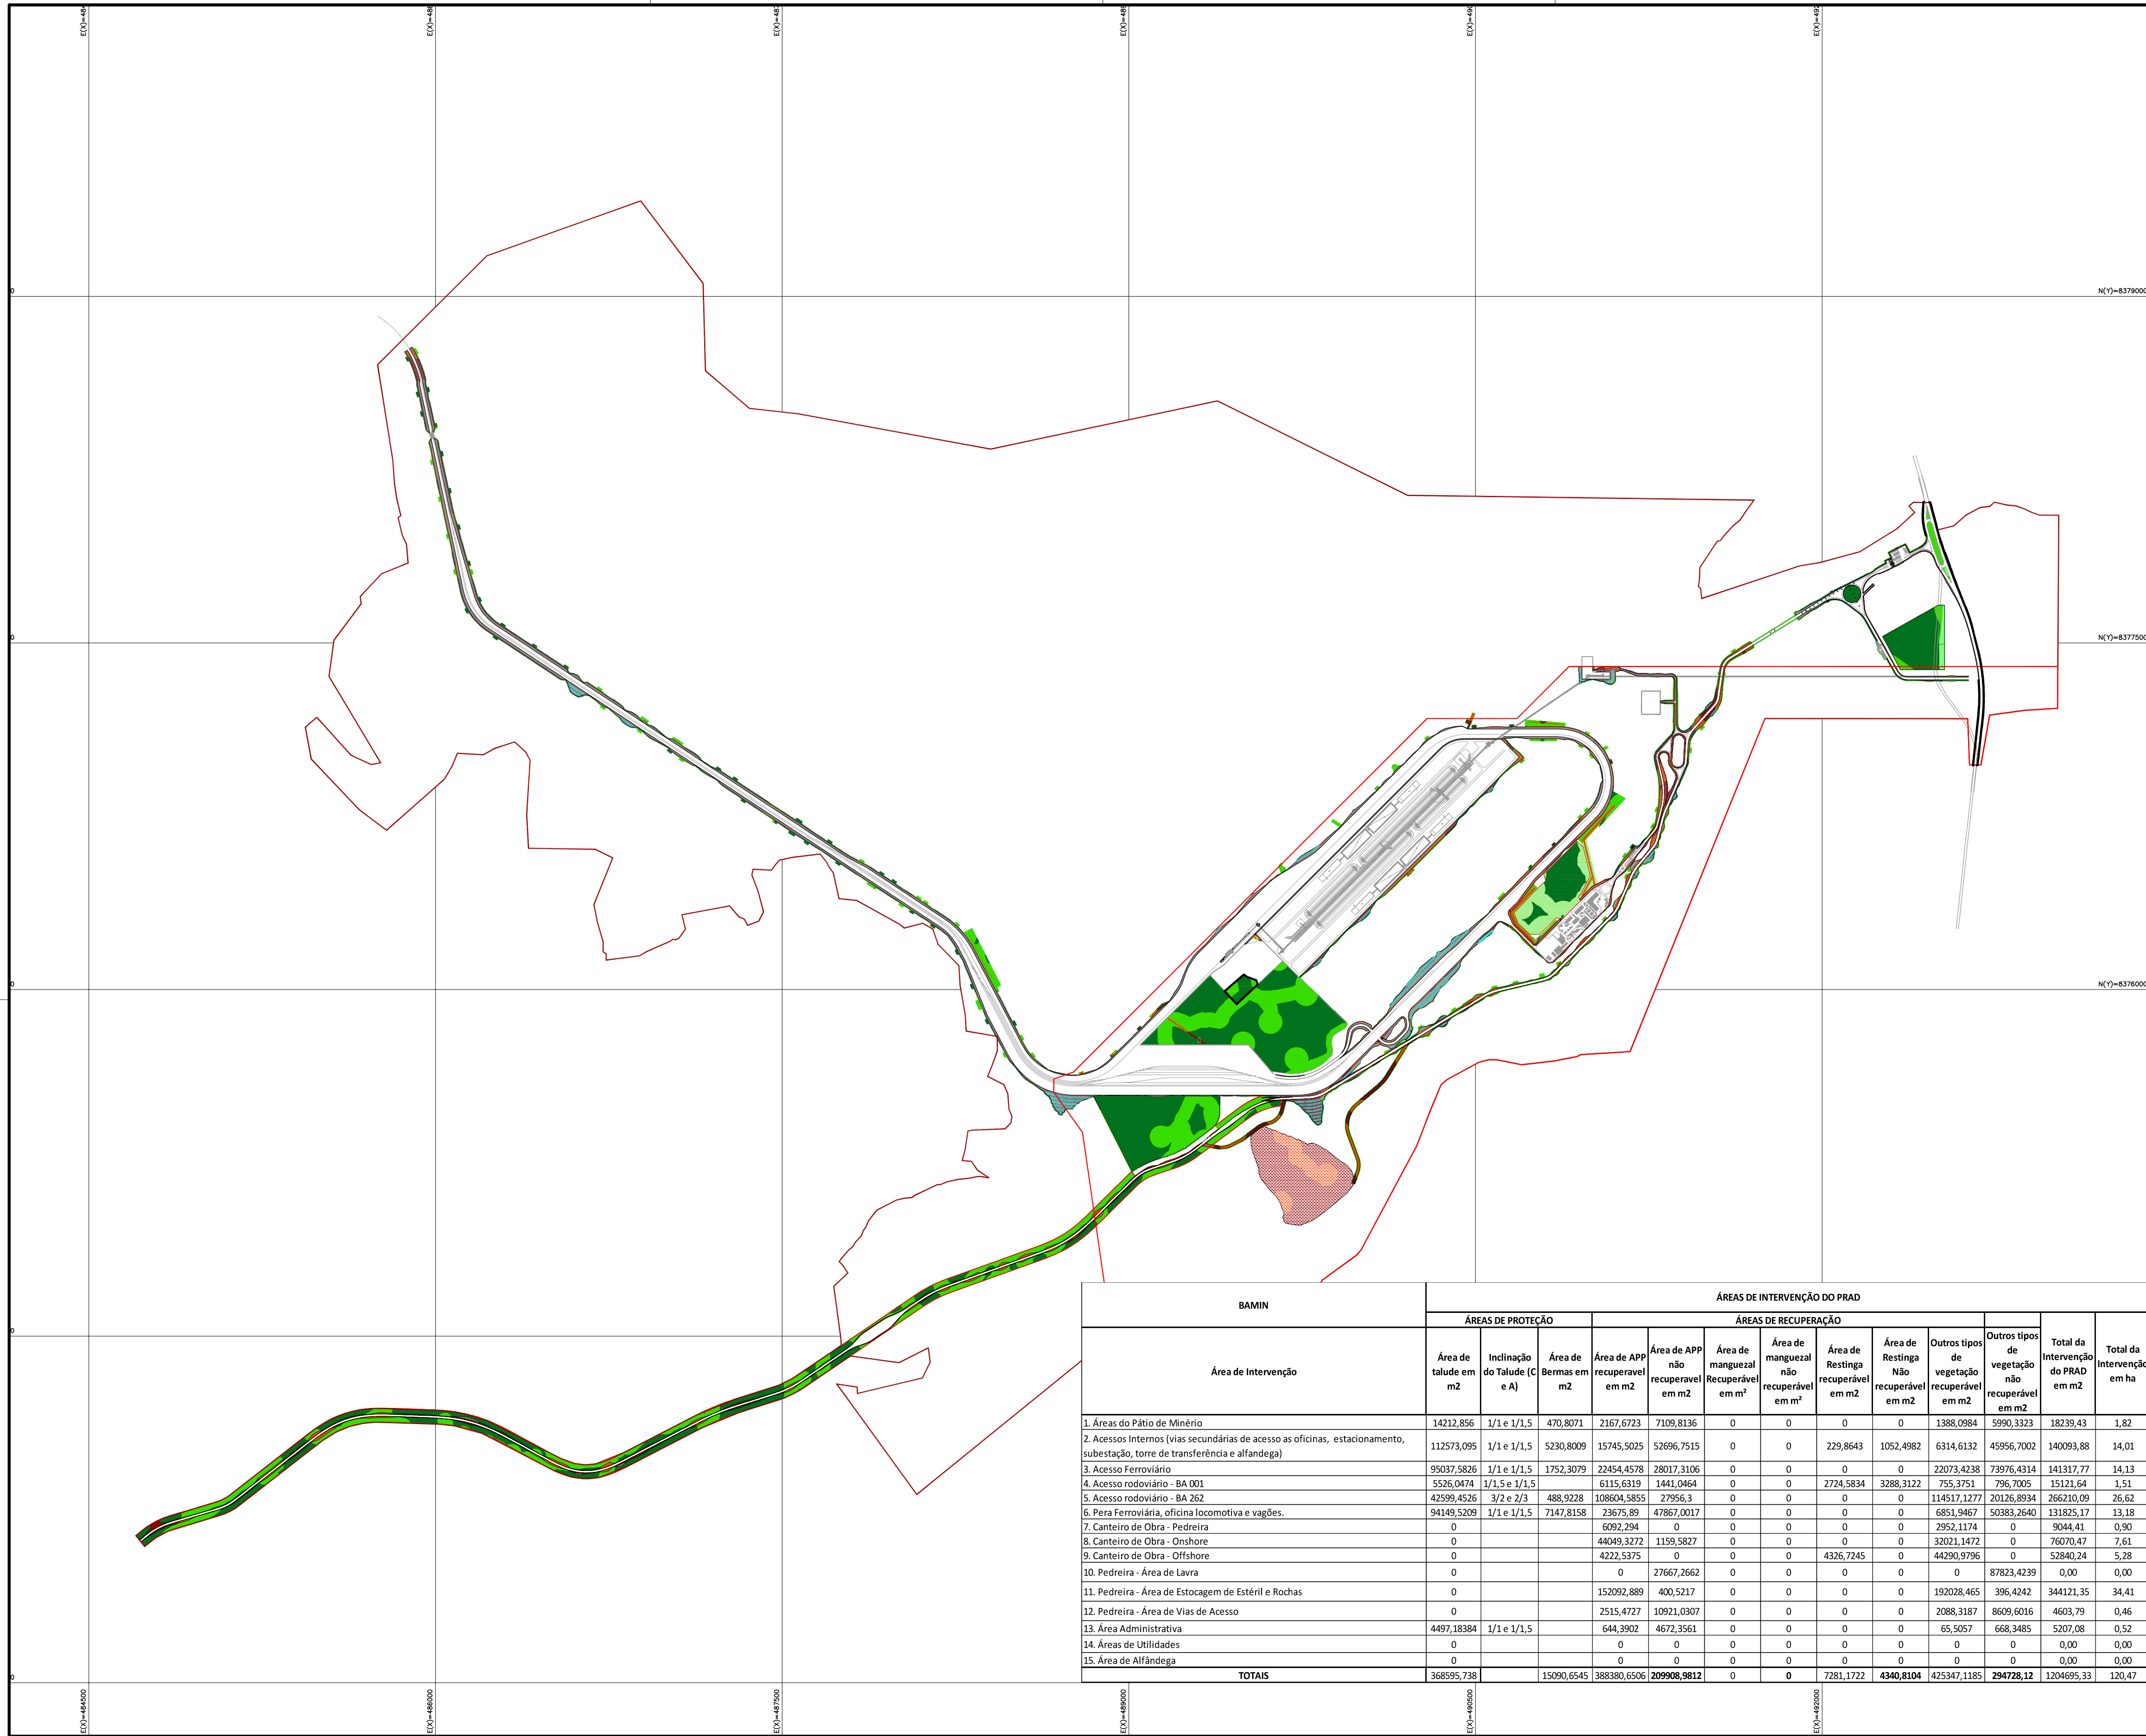 E(X)=484
E(X)=486
E(X)=487
E(X)=489
E(X)=490
E(X)=492
N(Y)=8379000
N(Y)=8377500
N(Y)=8376000
BAMIN
ÁREAS DE INTERVENÇÃO DO PRAD
ÁREAS DE PROTEÇÃO
ÁREAS DE RECUPERAÇÃO
Área de Intervenção
Área de talude em m2
Inclinação do Talude (C e A)
Área de Bermas em m2
Área de APP recuperavel em m2
Área de APP não recuperavel em m2
Área de manguezal Recuperável em m²
Área de manguezal não recuperável em m²
Área de Restinga recuperável em m2
Área de Restinga Não recuperável em m2
Outros tipos de vegetação recuperável em m2
Outros tipos de vegetação não recuperável em m2
Total da Intervenção do PRAD em m2
Total da Intervenção em ha
1. Áreas do Pátio de Minério 14212,856 1/1 e 1/1,5 470,8071 2167,6723 7109,8136 0 0 0 0 1388,0984 5990,3323 18239,43 1,82
2. Acessos Internos (vias secundárias de acesso as oficinas, estacionamento,
subestação, torre de transferência e alfandega) 112573,095 1/1 e 1/1,5 5230,8009 15745,5025 52696,7515 0 0 229,8643 1052,4982 6314,6132 45956,7002 140093,88 14,01
3. Acesso Ferroviário 95037,5826 1/1 e 1/1,5 1752,3079 22454,4578 28017,3106 0 0 0 0 22073,4238 73976,4314 141317,77 14,13
4. Acesso rodoviário - BA 001 5526,0474 1/1,5 e 1/1,5 6115,6319 1441,0464 0 0 2724,5834 3288,3122 755,3751 796,7005 15121,64 1,51
5. Acesso rodoviário - BA 262 42599,4526 3/2 e 2/3 488,9228 108604,5855 27956,3 0 0 0 0 114517,1277 20126,8934 266210,09 26,62
6. Pera Ferroviária, oficina locomotiva e vagões. 94149,5209 1/1 e 1/1,5 7147,8158 23675,89 47867,0017 0 0 0 0 6851,9467 50383,2640 131825,17 13,18
7. Canteiro de Obra - Pedreira 0 6092,294 0 0 0 0 0 2952,1174 0 9044,41 0,90
8. Canteiro de Obra - Onshore 0 44049,3272 1159,5827 0 0 0 0 32021,1472 0 76070,47 7,61
9. Canteiro de Obra - Offshore 0 4222,5375 0 0 0 4326,7245 0 44290,9796 0 52840,24 5,28
10. Pedreira - Área de Lavra 0 0 27667,2662 0 0 0 0 0 87823,4239 0,00 0,00
11. Pedreira - Área de Estocagem de Estéril e Rochas 0 152092,889 400,5217 0 0 0 0 192028,465 396,4242 344121,35 34,41
12. Pedreira - Área de Vias de Acesso 0 2515,4727 10921,0307 0 0 0 0 2088,3187 8609,6016 4603,79 0,46
13. Área Administrativa 4497,18384 1/1 e 1/1,5 644,3902 4672,3561 0 0 0 0 65,5057 668,3485 5207,08 0,52
14. Áreas de Utilidades 0 0 0 0 0 0 0 0 0 0,00 0,00
15. Área de Alfândega 0 0 0 0 0 0 0 0 0 0,00 0,00
TOTAIS 368595,738 15090,6545 388380,6506 209908,9812 0 0 7281,1722 4340,8104 425347,1185 294728,12 1204695,33 120,47
E(X)=484500
E(X)=486000
E(X)=487500
E(X)=489000
E(X)=490500
E(X)=492000